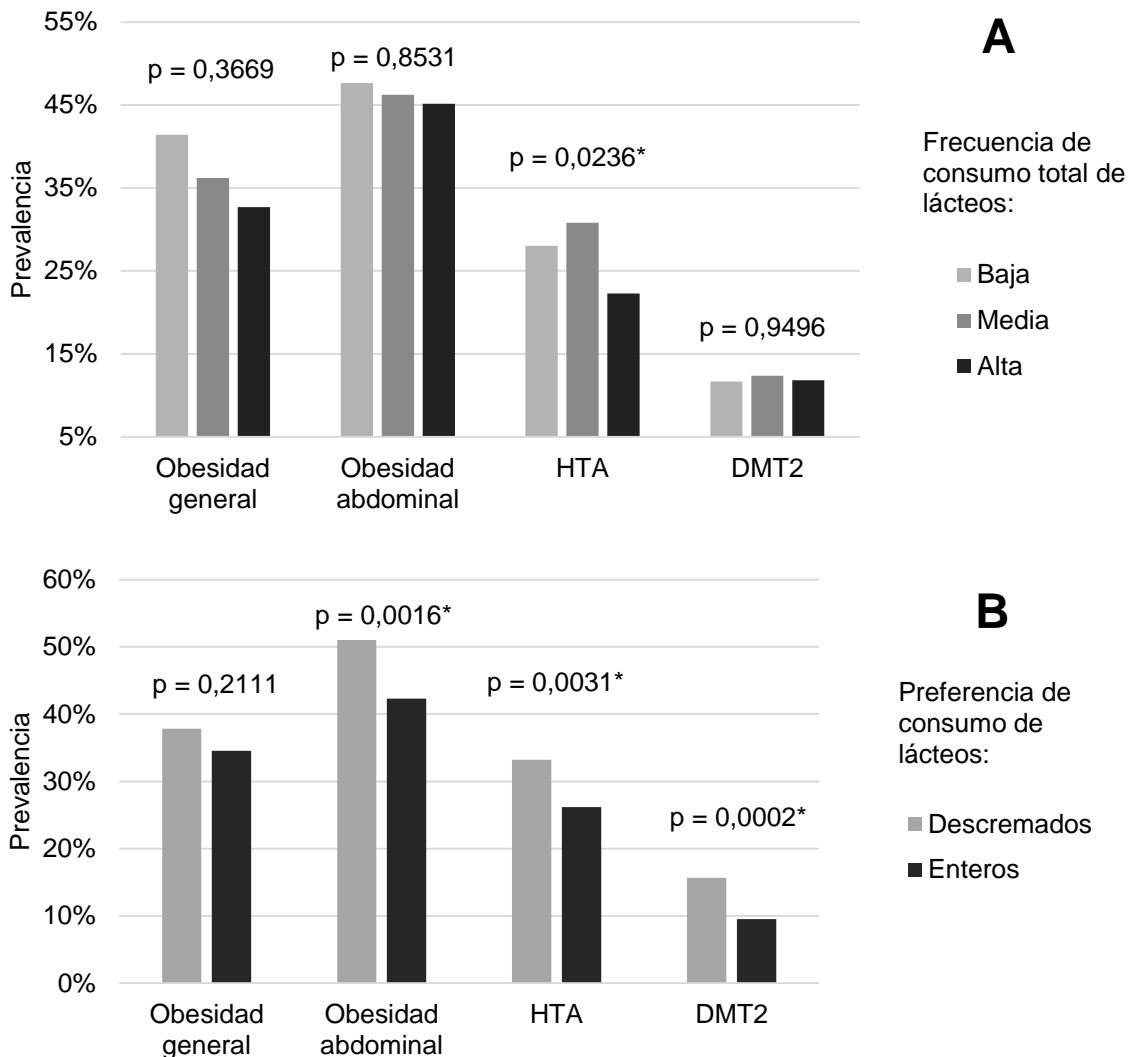 A
55%
45%
35%
25%
15%
5%
Prevalencia
p = 0,3669
p = 0,8531
p = 0,0236*
p = 0,9496
Obesidad
general
Obesidad
abdominal
HTA
DMT2
Frecuencia de
consumo total de
lácteos:
Baja
Media
Alta
B
60%
50%
40%
30%
20%
10%
0%
Prevalencia
p = 0,2111
p = 0,0016*
p = 0,0031*
p = 0,0002*
Obesidad
general
Obesidad
abdominal
HTA
DMT2
Preferencia de
consumo de
lácteos:
Descremados
Enteros